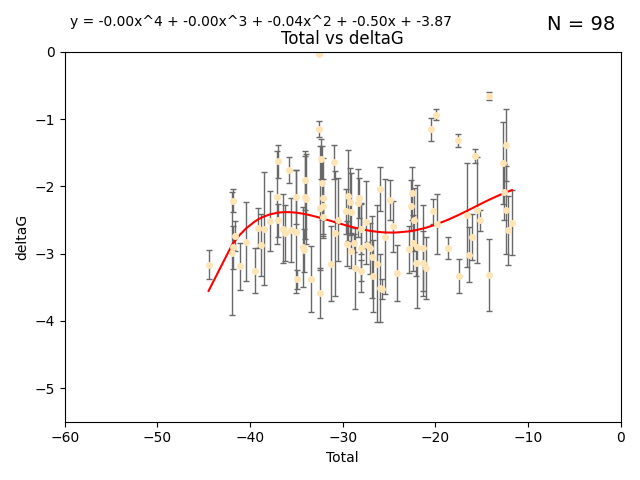 y = -0.00x^4 + -0.00x^3 + -0.04x^2 + -0.50x + -3.87
N = 98
Total vs deltaG
0
−1
−2
−3
−4
−5
deltaG
−60 −50 −40 −30 −20 −10 0
Total